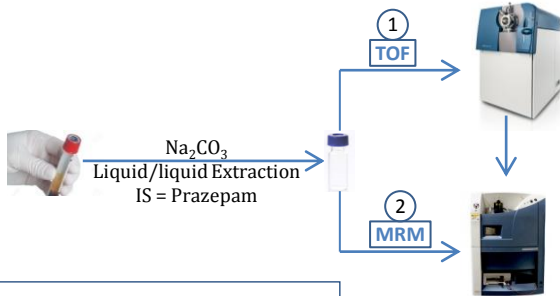 1
TOF
Na₂CO₃
Liquid/liquid Extraction
IS = Prazepam
2
MRM